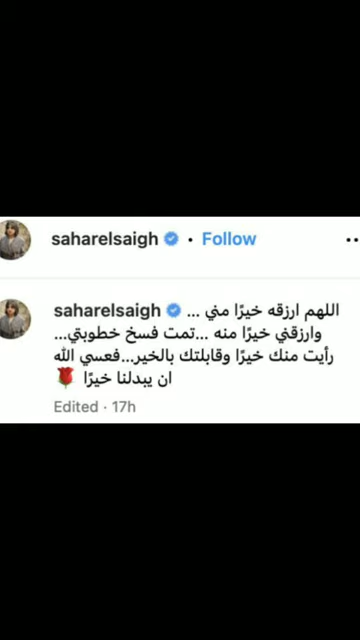 saharelsaigh • Follow
saharelsaigh اللهم ارزقه خيرًا مني ...
وارزقني خيرًا منه ...تمت فسخ خطوبتي...
رأيت منك خيرًا وقابلتك بالخير...فعسي الله
ان يبدلنا خيرًا 🌹
Edited · 17h